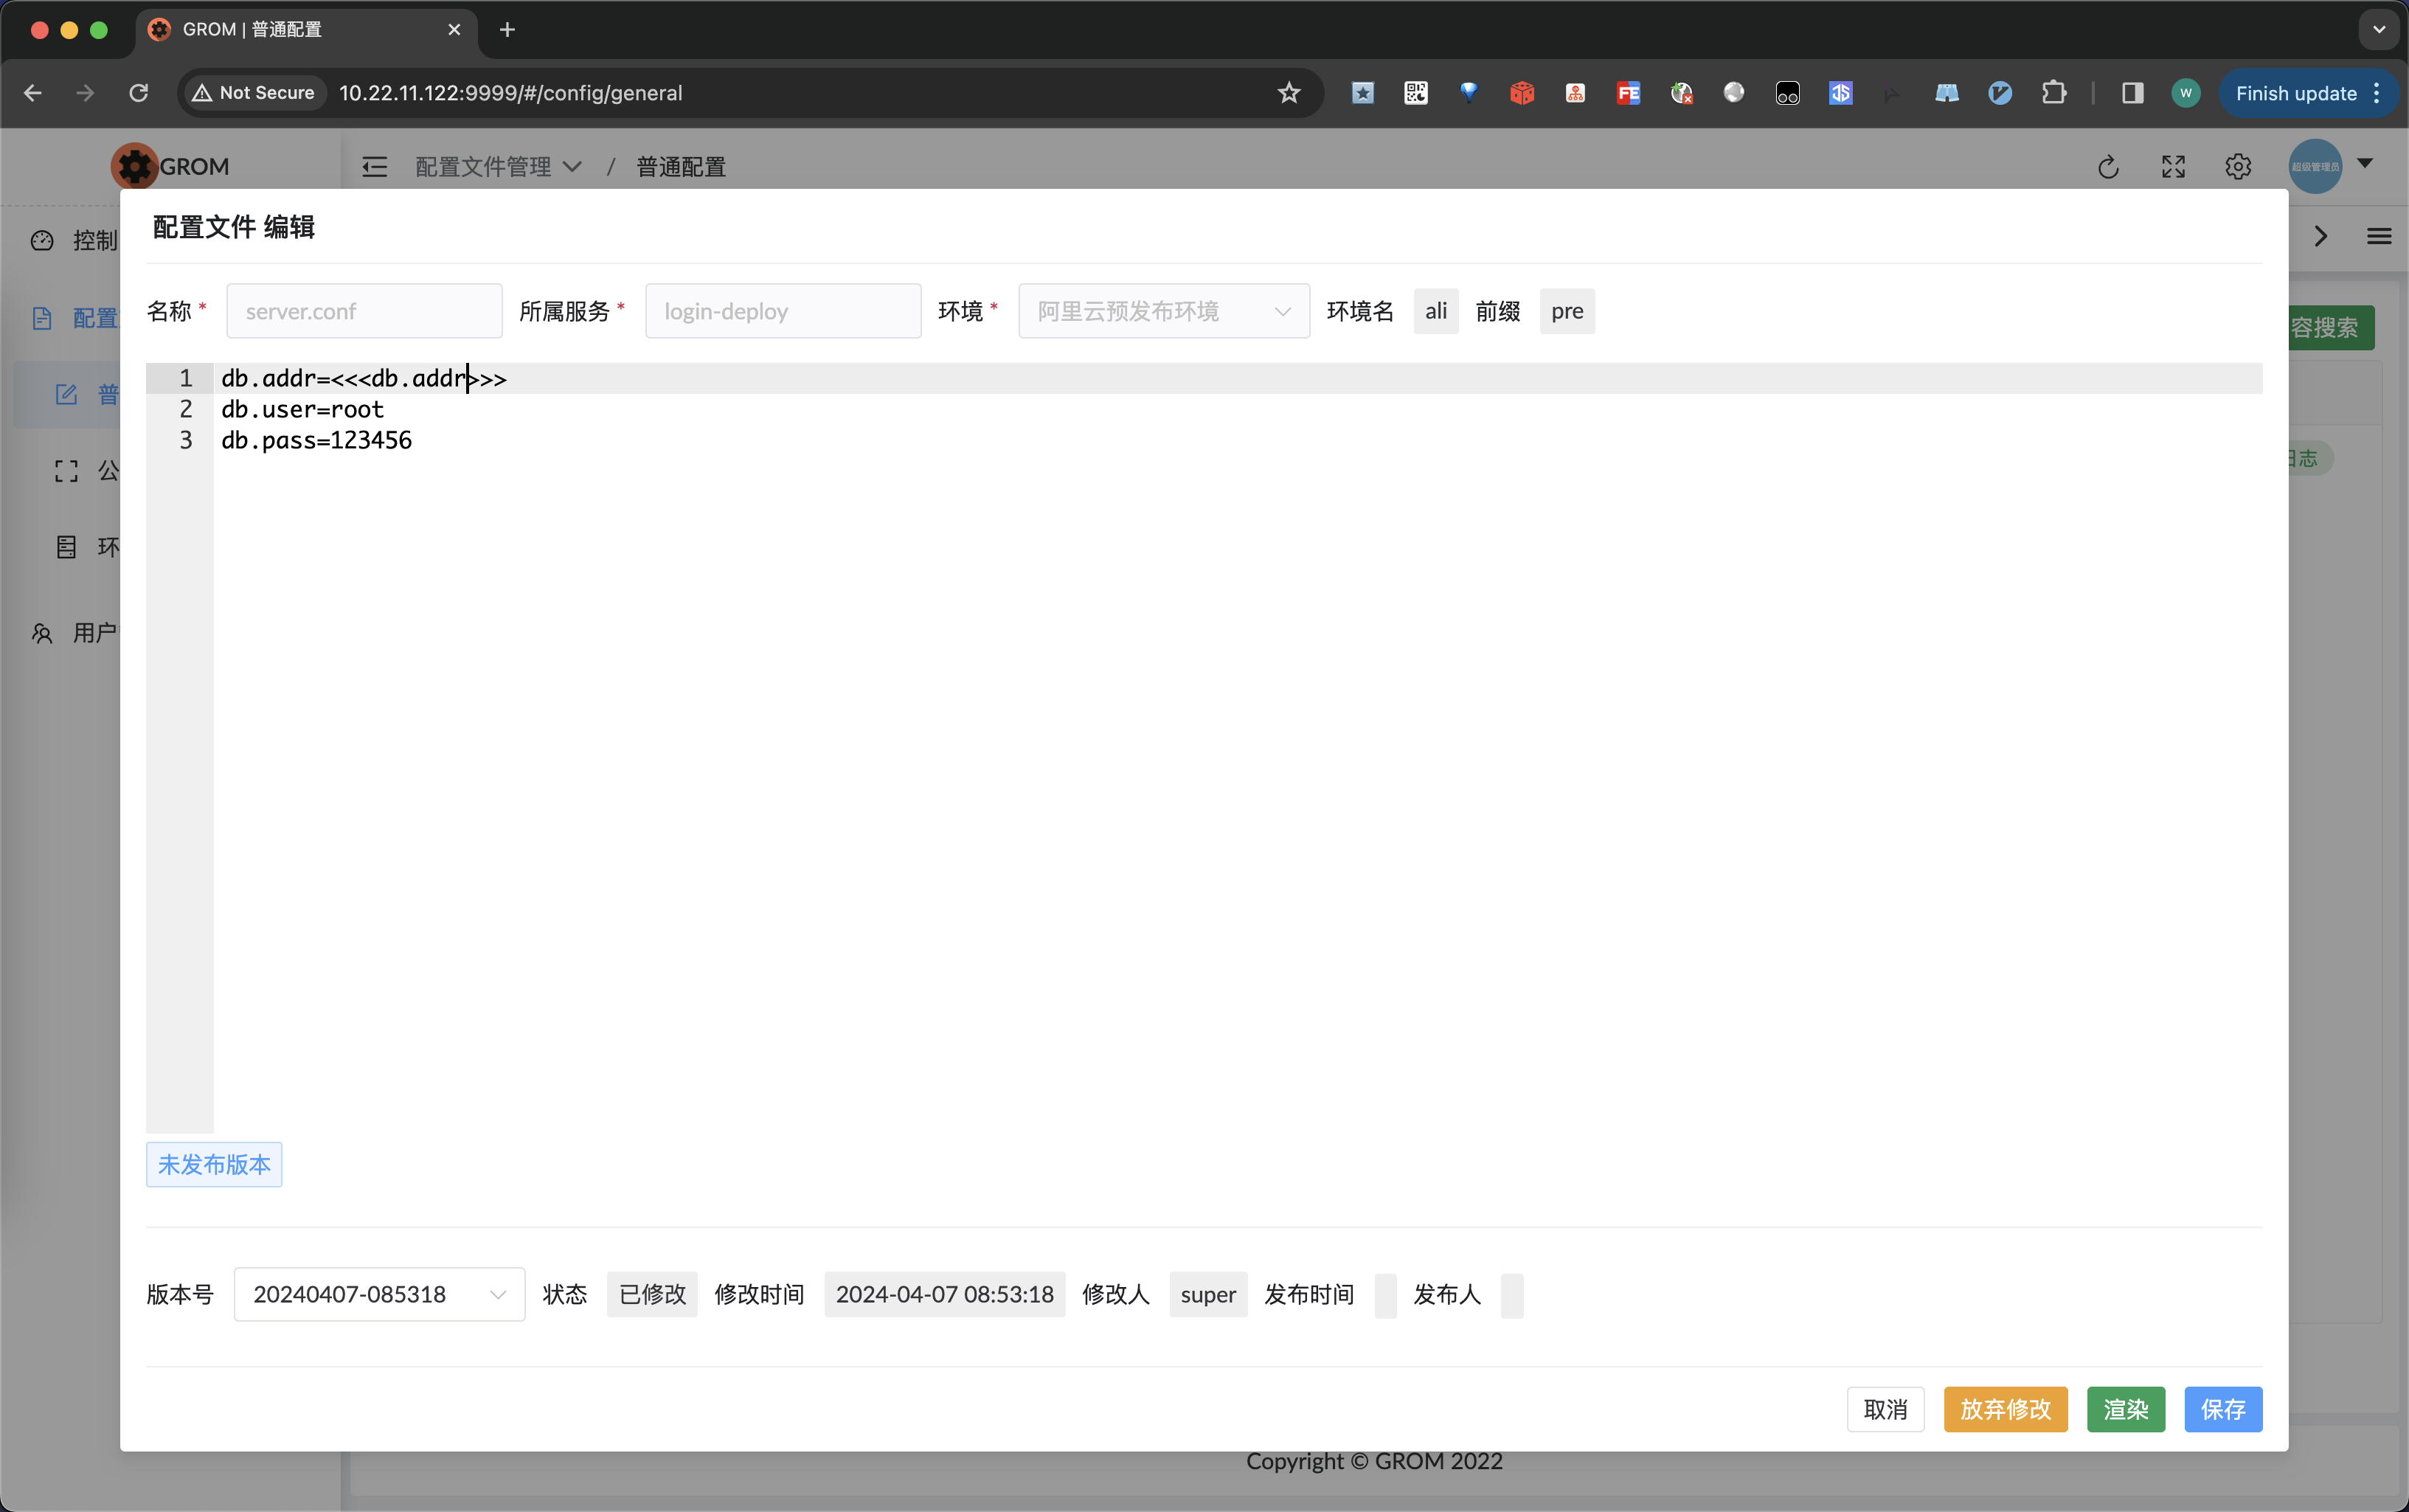 GROM | 普通配置
Not Secure
10.22.11.122:9999/#/config/general
Finish update
GROM
配置文件管理 / 普通配置
超级管理员
控制
配置
普
公
环
用户
容搜索
日志
配置文件 编辑
名称 * server.conf 所属服务 * login-deploy 环境 * 阿里云预发布环境 环境名 ali 前缀 pre
1 db.addr=<<<db.addr>>>
2 db.user=root
3 db.pass=123456
未发布版本
版本号 20240407-085318 状态 已修改 修改时间 2024-04-07 08:53:18 修改人 super 发布时间 发布人
取消 放弃修改 渲染 保存
Copyright © GROM 2022